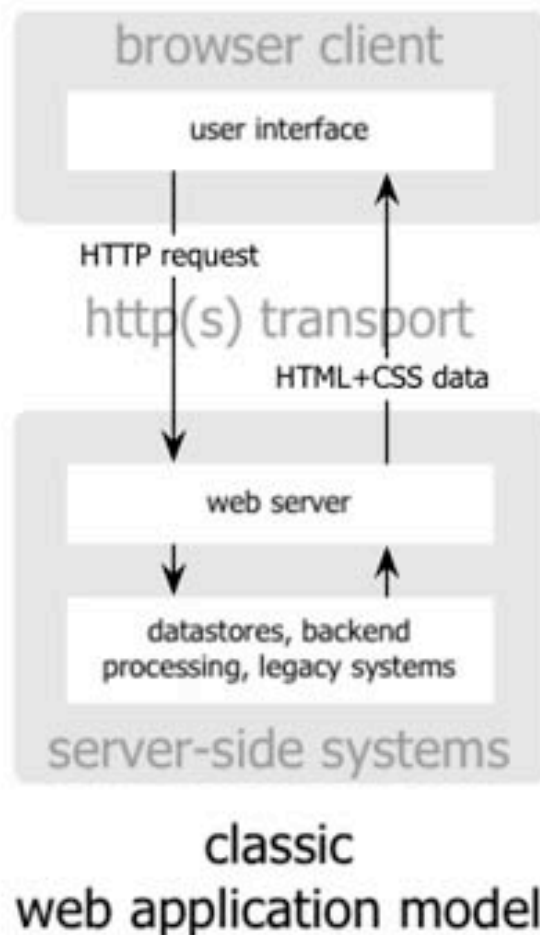 browser client
user interface
HTTP request
http(s) transport
HTML+CSS data
web server
datastores, backend
processing, legacy systems
server-side systems
classic
web application model